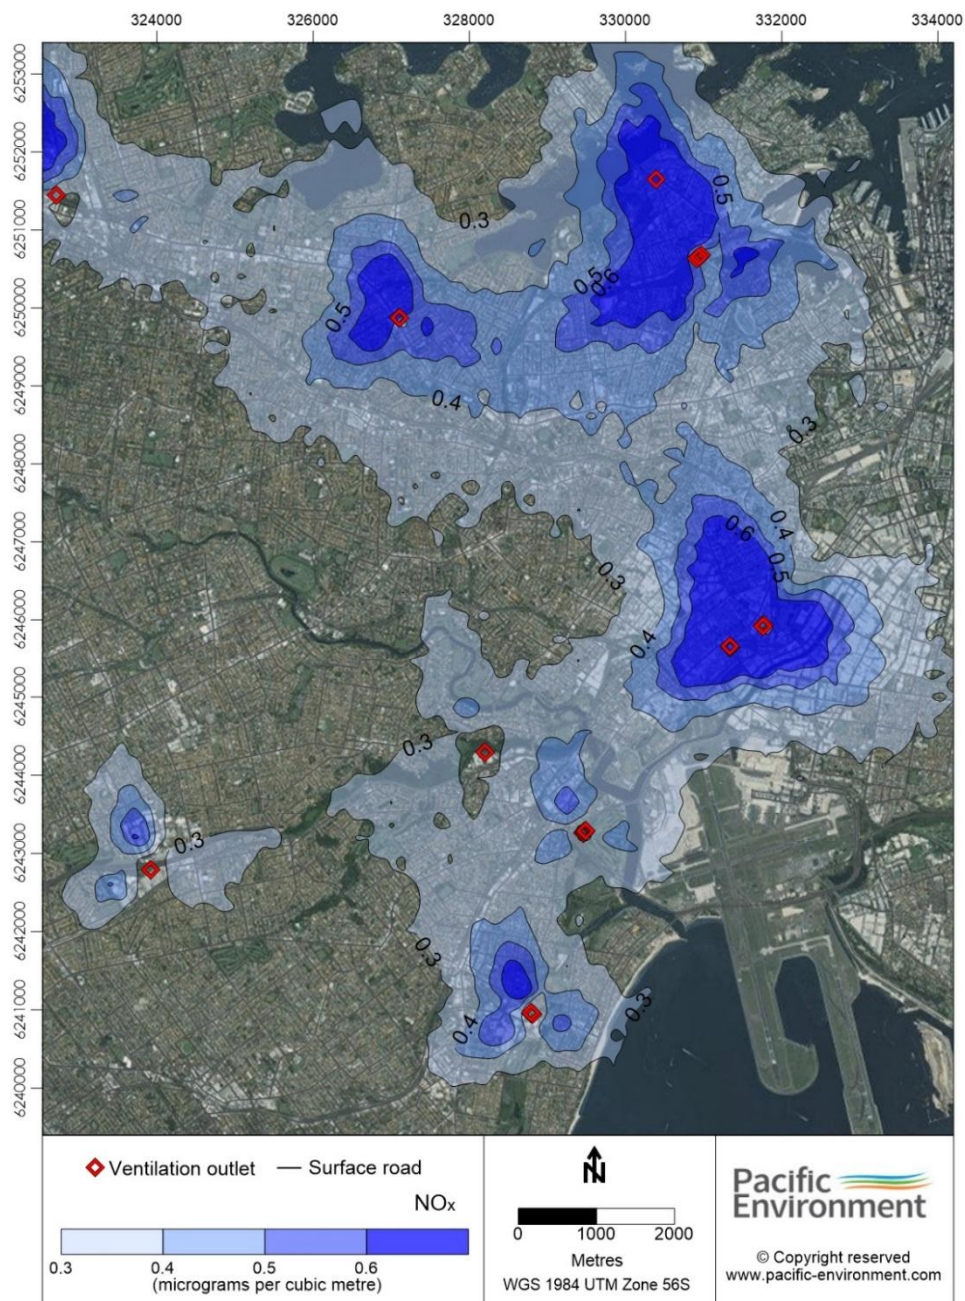 324000 326000 328000 330000 332000 334000
6253000
6252000
6251000
6250000
6249000
6248000
6247000
6246000
6245000
6244000
6243000
6242000
6241000
6240000
0.3
0.5
0.5
0.6
0.5
0.4
0.3
0.4
0.6
0.5
0.3
0.4
0.3
0.3
0.3
0.3
0.4
Ventilation outlet
Surface road
NOx
0.3 0.4 0.5 0.6
(micrograms per cubic metre)
N
0 1000 2000
Metres
WGS 1984 UTM Zone 56S
Pacific
Environment
© Copyright reserved
www.pacific-environment.com